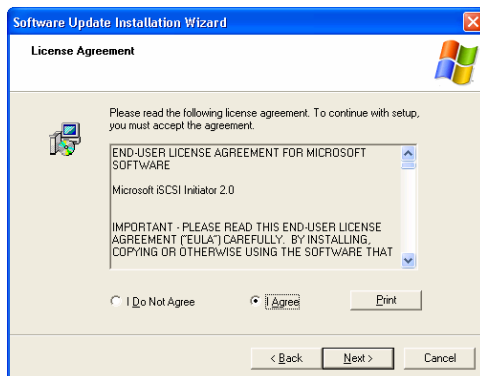 Software Update Installation Wizard
License Agreement
Please read the following license agreement. To continue with setup,
you must accept the agreement.
END-USER LICENSE AGREEMENT FOR MICROSOFT
SOFTWARE
Microsoft iSCSI Initiator 2.0
IMPORTANT - PLEASE READ THIS END-USER LICENSE
AGREEMENT ("EULA") CAREFULLY. BY INSTALLING,
COPYING OR OTHERWISE USING THE SOFTWARE THAT
I Do Not Agree
I Agree
Print
< Back
Next >
Cancel